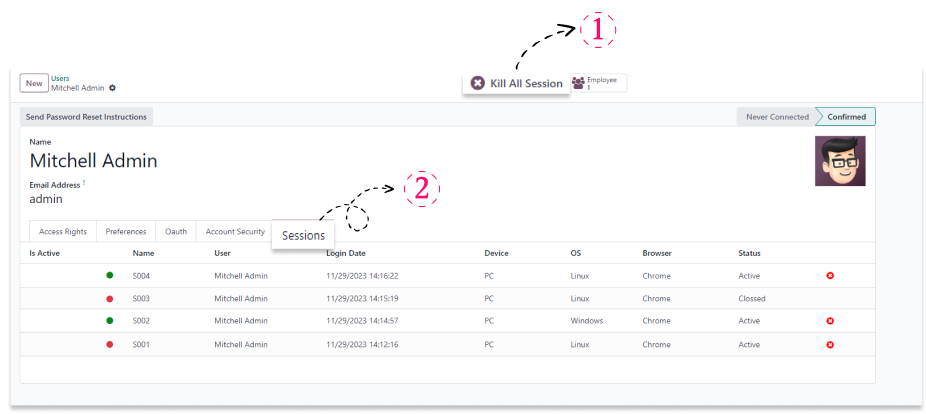 1
New
Users
Mitchell Admin
Kill All Session
Employee
1
Send Password Reset Instructions
Never Connected
Confirmed
Name
Mitchell Admin
Email Address ?
admin
2
Access Rights Preferences Oauth Account Security Sessions
Is Active Name User Login Date Device OS Browser Status
S004 Mitchell Admin 11/29/2023 14:16:22 PC Linux Chrome Active
S003 Mitchell Admin 11/29/2023 14:15:19 PC Linux Chrome Clossed
S002 Mitchell Admin 11/29/2023 14:14:57 PC Windows Chrome Active
S001 Mitchell Admin 11/29/2023 14:12:16 PC Linux Chrome Active